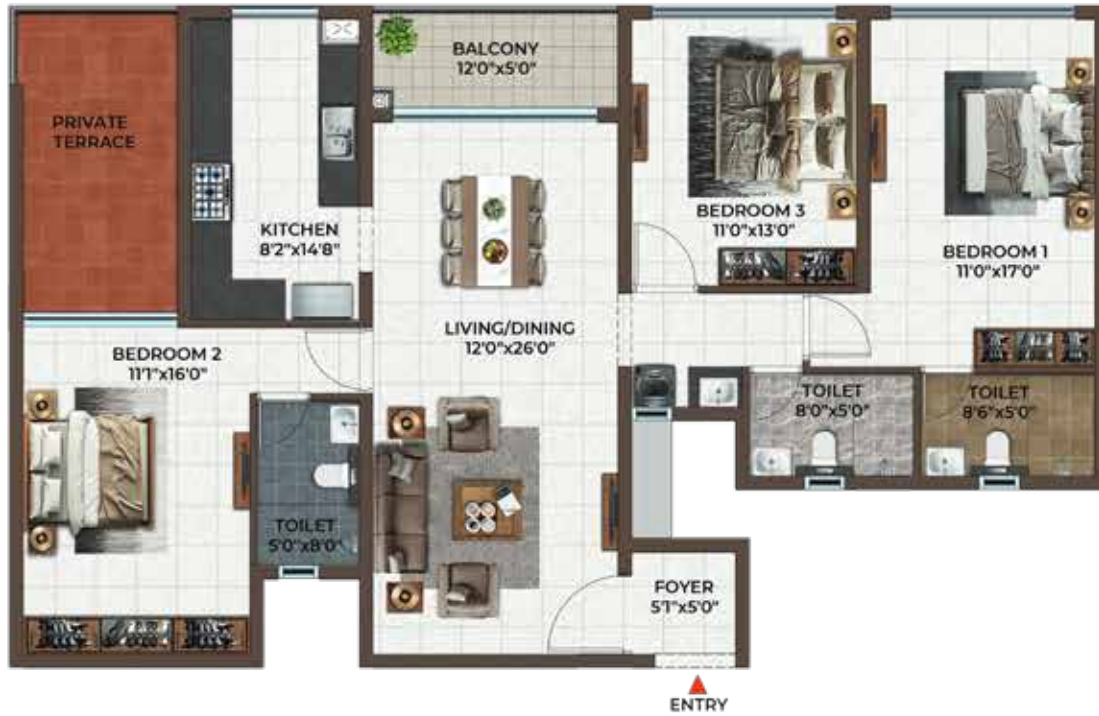 PRIVATE
TERRACE
KITCHEN
8'2"x14'8"
BALCONY
12'0"x5'0"
BEDROOM 3
11'0"x13'0"
BEDROOM 1
11'0"x17'0"
LIVING/DINING
12'0"x26'0"
BEDROOM 2
11'1"x16'0"
TOILET
5'0"x8'0"
TOILET
8'0"x5'0"
TOILET
8'6"x5'0"
FOYER
5'1"x5'0"
ENTRY